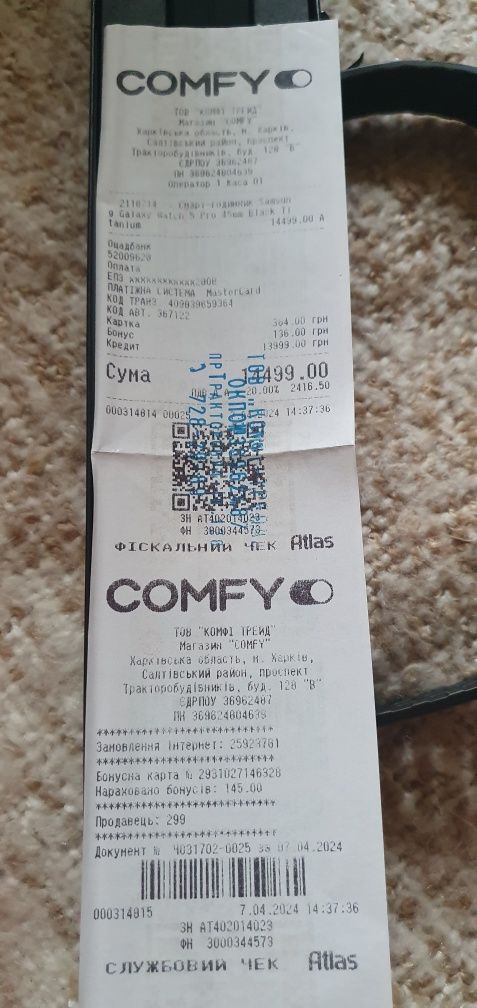 COMFY
ТОВ "КОМФІ ТРЕЙД"
Магазин "COMFY"
Харківська область, м. Харків,
Салтівський район, проспект
Тракторобудівників, буд. 128 "В"
ЄДРПОУ 36962487
ПН 369624804639
Оператор 1 Каса 01
Смарт-годинник Samsun
g Galaxy Watch 5 Pro 45mm Black Ti
tanium 14499.00 А
Ощадбанк
52009620
Оплата
ЕПЗ xxxxxxxxxxxx2008
ПЛАТІЖНА СИСТЕМА MasterCard
КОД ТРАНЗ. 409839659364
КОД АВТ. 367122
Картка 364.00 грн
Бонус 136.00 грн
Кредит 13999.00 грн
Сума 14499.00
20.00% 2416.50
000314814 14:37:36
ЗН АТ402014023
ФН 3000344573
ФІСКАЛЬНИЙ ЧЕК Atlas
COMFY
ТОВ "КОМФІ ТРЕЙД"
Магазин "COMFY"
Харківська область, м. Харків,
Салтівський район, проспект
Тракторобудівників, буд. 128 "В"
ЄДРПОУ 36962487
ПН 369624804639
************************
Замовлення Інтернет: 25923781
************************
Бонусна карта № 2931027146328
Нараховано бонусів: 145.00
************************
Продавець: 299
************************
Документ № 4031702-0025 07.04.2024
000314815 7.04.2024 14:37:36
ЗН АТ402014023
ФН 3000344573
СЛУЖБОВИЙ ЧЕК Atlas